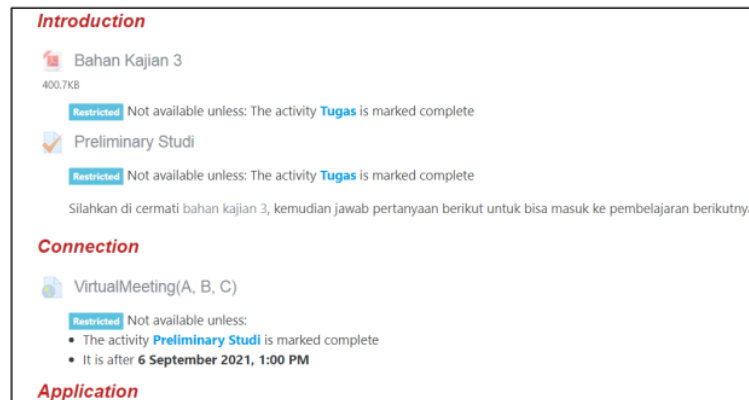 Introduction
Bahan Kajian 3
400.7KB
Restricted Not available unless: The activity Tugas is marked complete
Preliminary Studi
Restricted Not available unless: The activity Tugas is marked complete
Silahkan di cermati bahan kajian 3, kemudian jawab pertanyaan berikut untuk bisa masuk ke pembelajaran berikutnya
Connection
VirtualMeeting(A, B, C)
Restricted Not available unless:
• The activity Preliminary Studi is marked complete
• It is after 6 September 2021, 1:00 PM
Application